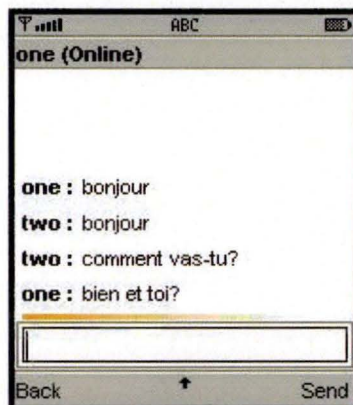 ABC
one (Online)
one : bonjour
two : bonjour
two : comment vas-tu?
one : bien et toi?
Back Send